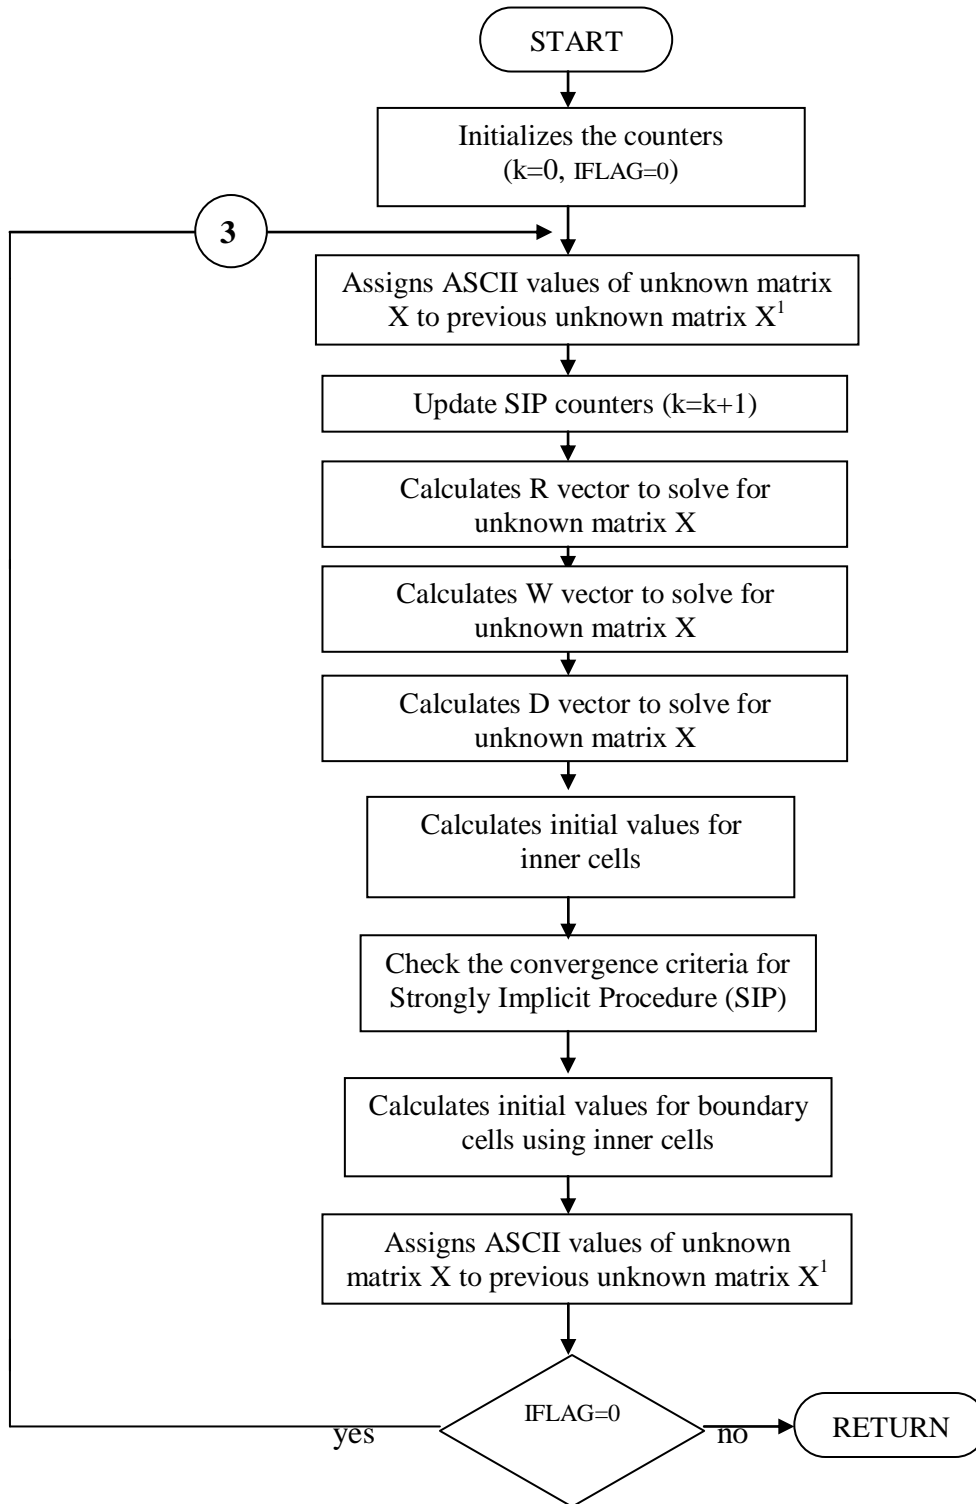 START
Initializes the counters
(k=0, IFLAG=0)
3
Assigns ASCII values of unknown matrix
X to previous unknown matrix X¹
Update SIP counters (k=k+1)
Calculates R vector to solve for
unknown matrix X
Calculates W vector to solve for
unknown matrix X
Calculates D vector to solve for
unknown matrix X
Calculates initial values for
inner cells
Check the convergence criteria for
Strongly Implicit Procedure (SIP)
Calculates initial values for boundary
cells using inner cells
Assigns ASCII values of unknown
matrix X to previous unknown matrix X¹
IFLAG=0
yes
no
RETURN